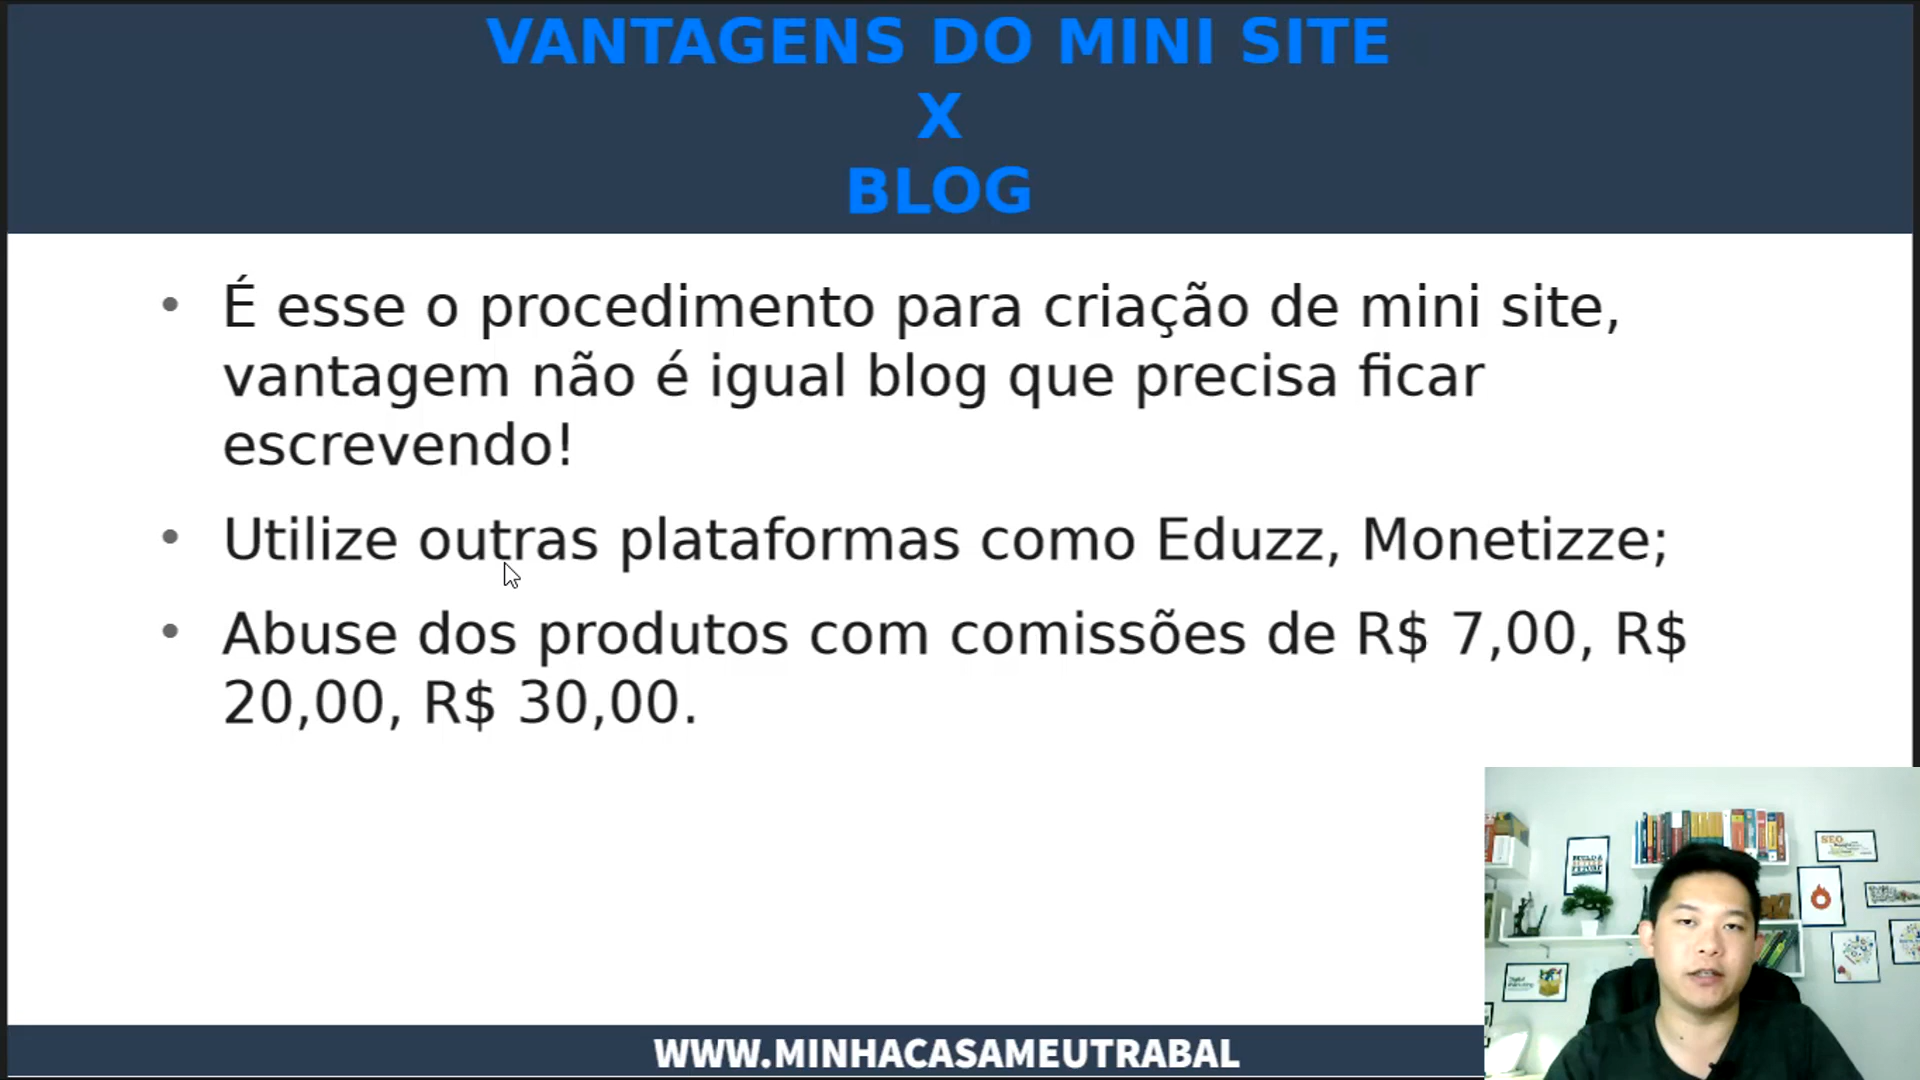 VANTAGENS DO MINI SITE
X
BLOG
• É esse o procedimento para criação de mini site,
vantagem não é igual blog que precisa ficar
escrevendo!
• Utilize outras plataformas como Eduzz, Monetizze;
• Abuse dos produtos com comissões de R$ 7,00, R$
20,00, R$ 30,00.
SEO
WWW.MINHACASAMEUTRABAL